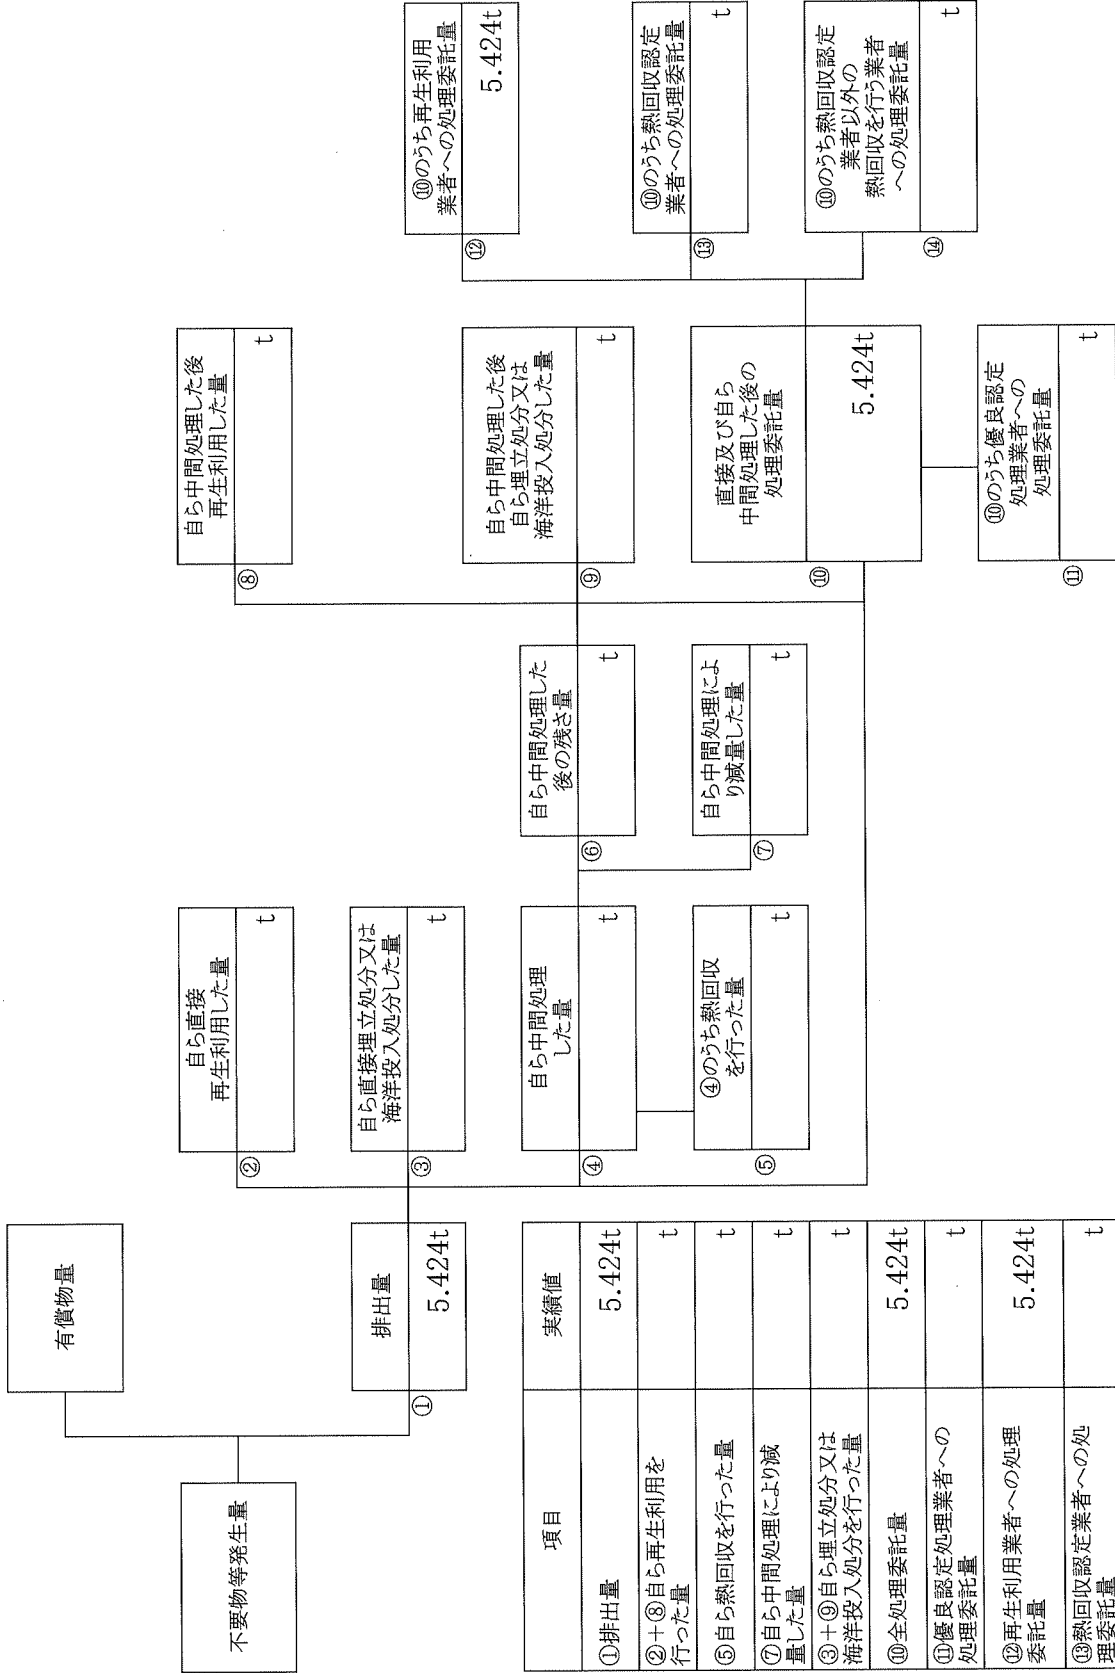 不要物等発生量
有償物量
排出量
① 5.424t
自ら直接
再生利用した量
② t
自ら直接埋立処分又は
海洋投入処分した量
③ t
自ら中間処理
した量
④ t
④のうち熱回収
を行った量
⑤ t
自ら中間処理した
後の残さ量
⑥ t
自ら中間処理によ
り減量した量
⑦ t
自ら中間処理した後
再生利用した量
⑧ t
自ら中間処理した後
自ら埋立処分又は
海洋投入処分した量
⑨ t
直接及び自ら
中間処理した後の
処理委託量
⑩ 5.424t
⑩のうち優良認定
処理業者への
処理委託量
⑪ t
⑩のうち再生利用
業者への処理委託量
⑫ 5.424t
⑩のうち熱回収認定
業者への処理委託量
⑬ t
⑩のうち熱回収認定
業者以外の
熱回収を行う業者
への処理委託量
⑭ t
項目 実績値
①排出量 5.424t
②+⑧自ら再生利用を
行った量 t
⑤自ら熱回収を行った量 t
⑦自ら中間処理により減
量した量 t
③+⑨自ら埋立処分又は
海洋投入処分を行った量 t
⑩全処理委託量 5.424t
⑪優良認定処理業者への
処理委託量 t
⑫再生利用業者への処理
委託量 5.424t
⑬熱回収認定業者への処
理委託量 t